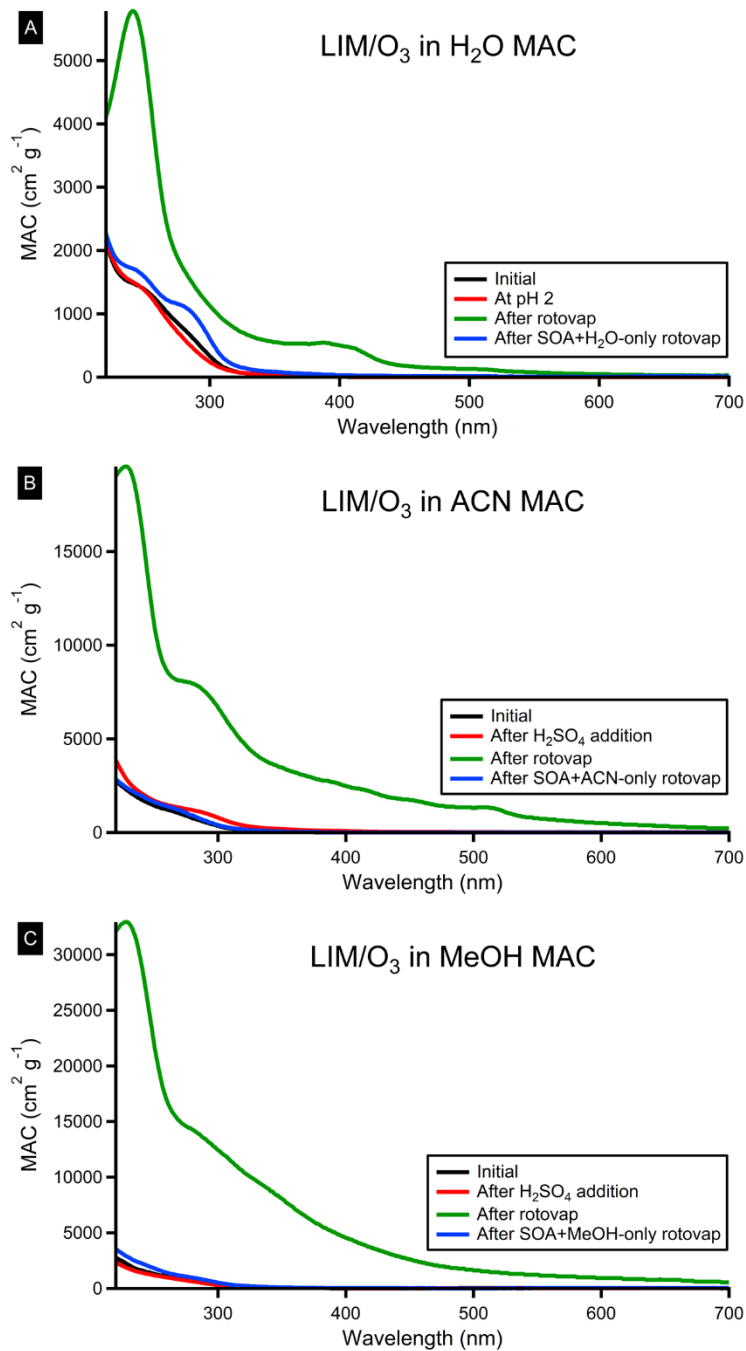 A
LIM/O₃ in H₂O MAC
MAC (cm² g⁻¹)
5000
4000
3000
2000
1000
0
Initial
At pH 2
After rotovap
After SOA+H₂O-only rotovap
300 400 500 600 700
Wavelength (nm)
B
LIM/O₃ in ACN MAC
MAC (cm² g⁻¹)
15000
10000
5000
0
Initial
After H₂SO₄ addition
After rotovap
After SOA+ACN-only rotovap
300 400 500 600 700
Wavelength (nm)
C
LIM/O₃ in MeOH MAC
MAC (cm² g⁻¹)
30000
25000
20000
15000
10000
5000
0
Initial
After H₂SO₄ addition
After rotovap
After SOA+MeOH-only rotovap
300 400 500 600 700
Wavelength (nm)